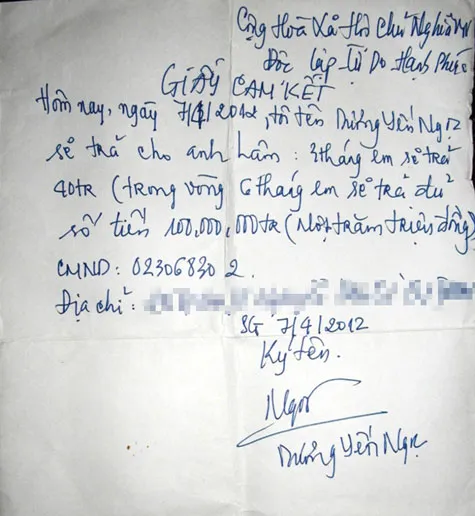 Cộng Hoà Xã Hội Chủ Nghĩa VN
Độc lập Tự Do Hạnh Phúc
GIẤY CAM KẾT
Hôm nay, ngày 7/4/2012, tôi tên Dương Yến Ngọc
sẽ trả cho anh Lâm : 3 tháng em sẽ trả
40tr (trong vòng 6 tháng em sẽ trả đủ
số tiền 100,000,000tr (Một trăm triệu đồng)
CMND: 023068302.
Địa chỉ :
SG 7/4/2012
Ký tên.
Ngọc
Dương Yến Ngọc